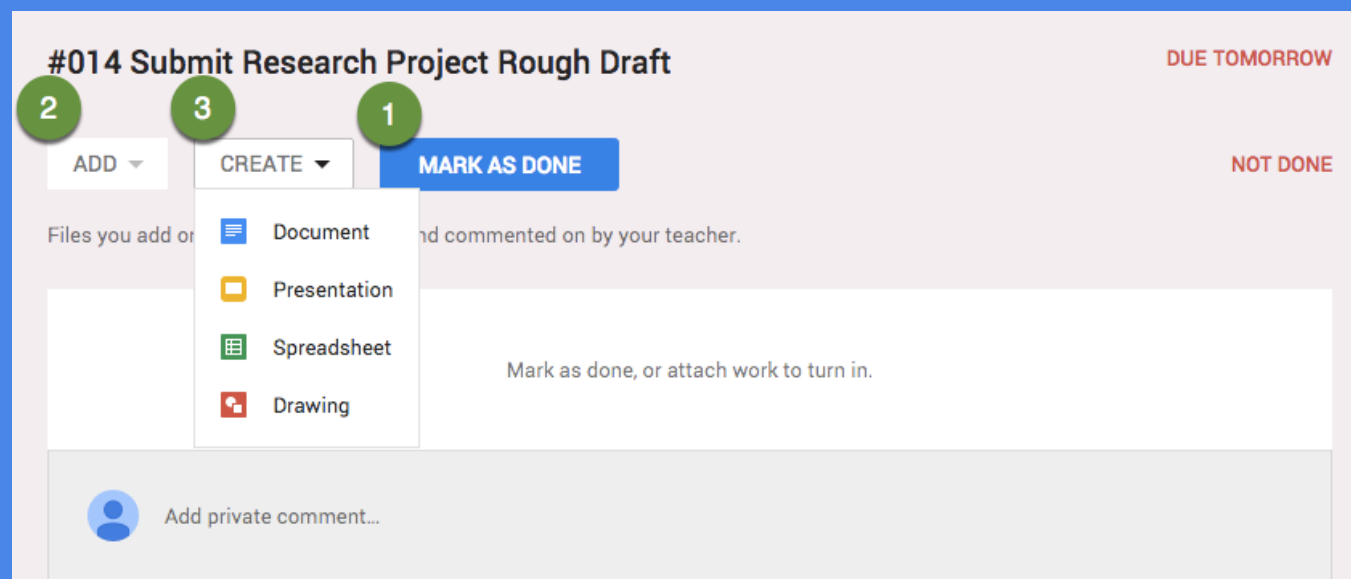 #014 Submit Research Project Rough Draft
DUE TOMORROW
2
3
1
ADD
CREATE
MARK AS DONE
NOT DONE
Files you add or
nd commented on by your teacher.
Document
Presentation
Spreadsheet
Drawing
Mark as done, or attach work to turn in.
Add private comment...